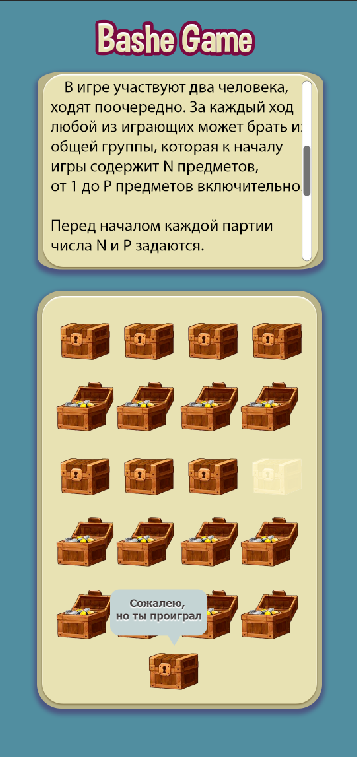 Bashe Game
В игре участвуют два человека,
ходят поочередно. За каждый ход
любой из играющих может брать из
общей группы, которая к началу
игры содержит N предметов,
от 1 до P предметов включительно
Перед началом каждой партии
числа N и P задаются.
Сожалею,
но ты проиграл